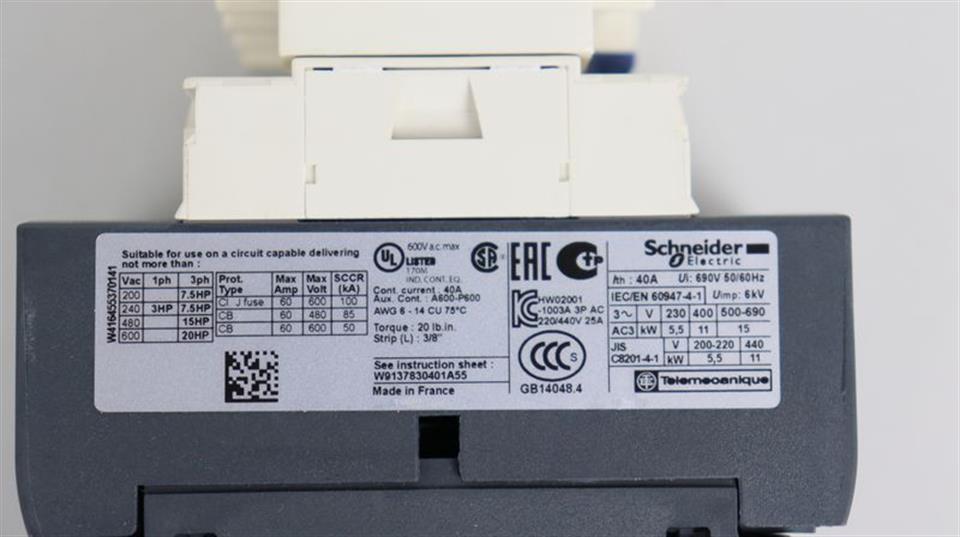 W416455370141
Suitable for use on a circuit capable delivering
not more than :
Vac 1ph 3ph
200 7.5HP
240 3HP 7.5HP
480 15HP
600 20HP
Prot. Type Max Amp Max Volt SCCR (kA)
Cl J fuse 60 600 100
CB 60 480 85
CB 60 600 50
UL
600V a.c. max
LISTED
170M
IND. CONT. EQ.
SA
Cont. current : 40A
Aux. Cont. : A600-P600
AWG 6 - 14 CU 75°C
Torque : 20 lb.in.
Strip (L) : 3/8"
See instruction sheet :
W9137830401A55
Made in France
EAC
HW02001
-1003A 3P AC
220/440V 25A
CCC S
GB14048.4
Schneider
Electric
Ith : 40A Ui: 690V 50/60Hz
IEC/EN 60947-4-1 Uimp: 6kV
3~ V 230 400 500-690
AC3 kW 5,5 11 15
JIS V 200-220 440
C8201-4-1 kW 5,5 11
Telemecanique